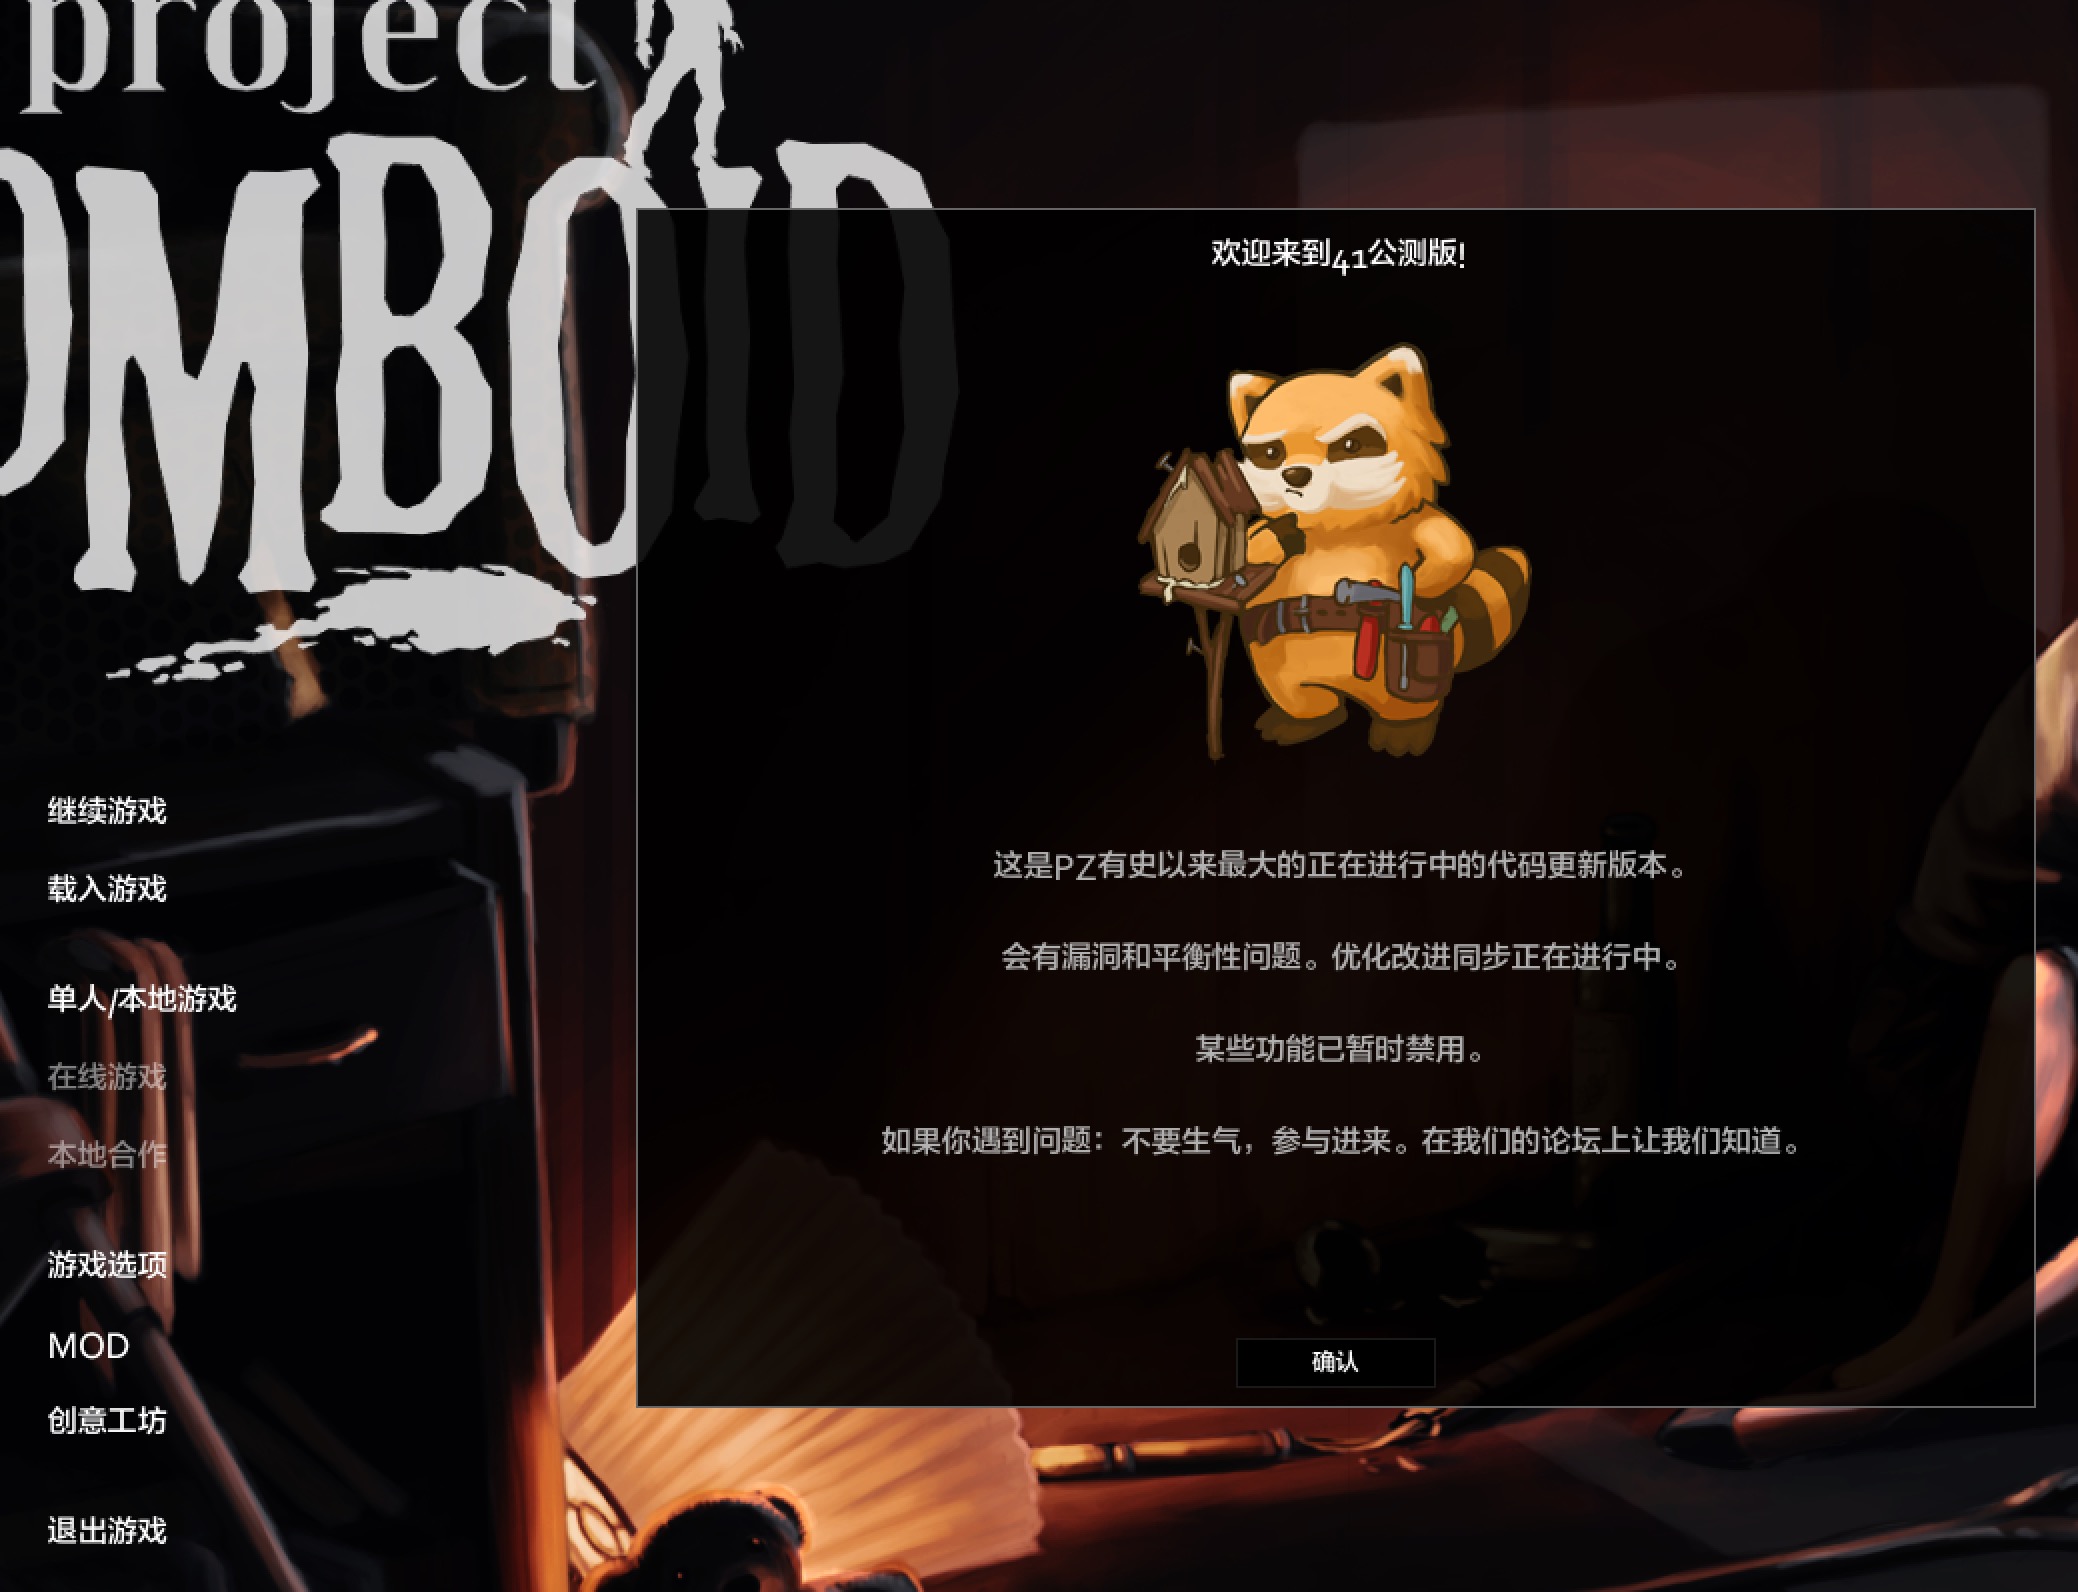 project
OMBOID
欢迎来到41公测版!
这是PZ有史以来最大的正在进行中的代码更新版本。
会有漏洞和平衡性问题。优化改进同步正在进行中。
某些功能已暂时禁用。
如果你遇到问题：不要生气，参与进来。在我们的论坛上让我们知道。
确认
继续游戏
载入游戏
单人/本地游戏
在线游戏
本地合作
游戏选项
MOD
创意工坊
退出游戏